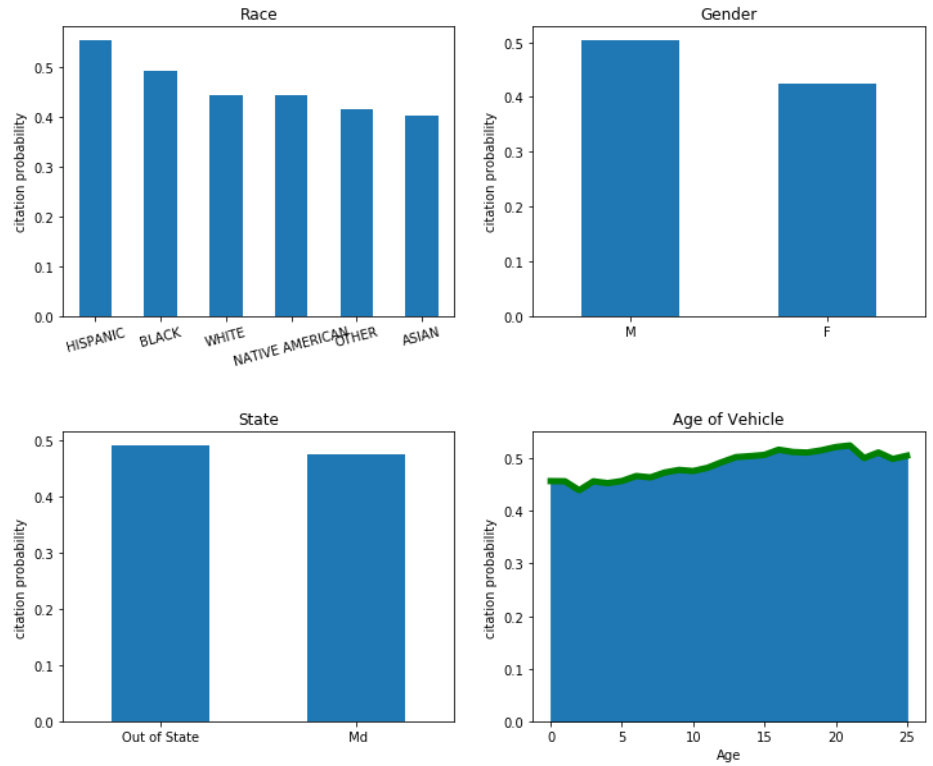 Race
citation probability
0.5
0.4
0.3
0.2
0.1
0.0
HISPANIC
BLACK
WHITE
NATIVE AMERICAN
OTHER
ASIAN
Gender
citation probability
0.5
0.4
0.3
0.2
0.1
0.0
M
F
State
citation probability
0.5
0.4
0.3
0.2
0.1
0.0
Out of State
Md
Age of Vehicle
citation probability
0.5
0.4
0.3
0.2
0.1
0.0
0
5
10
15
20
25
Age